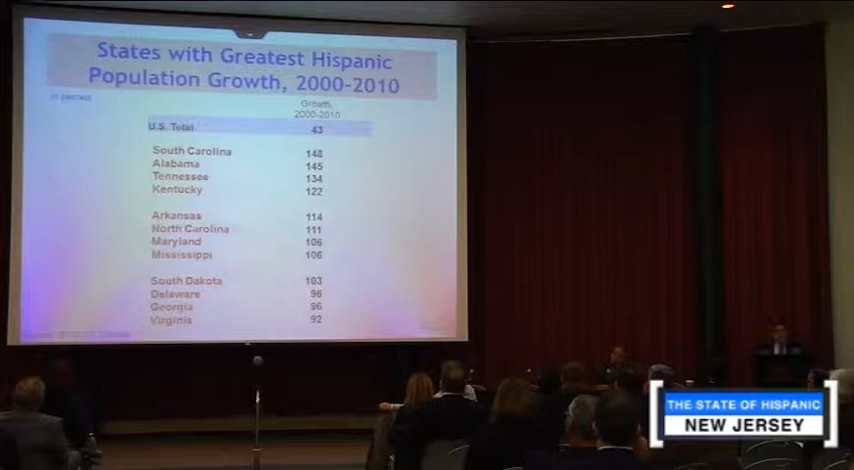 States with Greatest Hispanic
Population Growth, 2000-2010
In percent
Growth,
2000-2010
U.S. Total 43
South Carolina 148
Alabama 145
Tennessee 134
Kentucky 122
Arkansas 114
North Carolina 111
Maryland 106
Mississippi 106
South Dakota 103
Delaware 96
Georgia 96
Virginia 92
THE STATE OF HISPANIC
NEW JERSEY